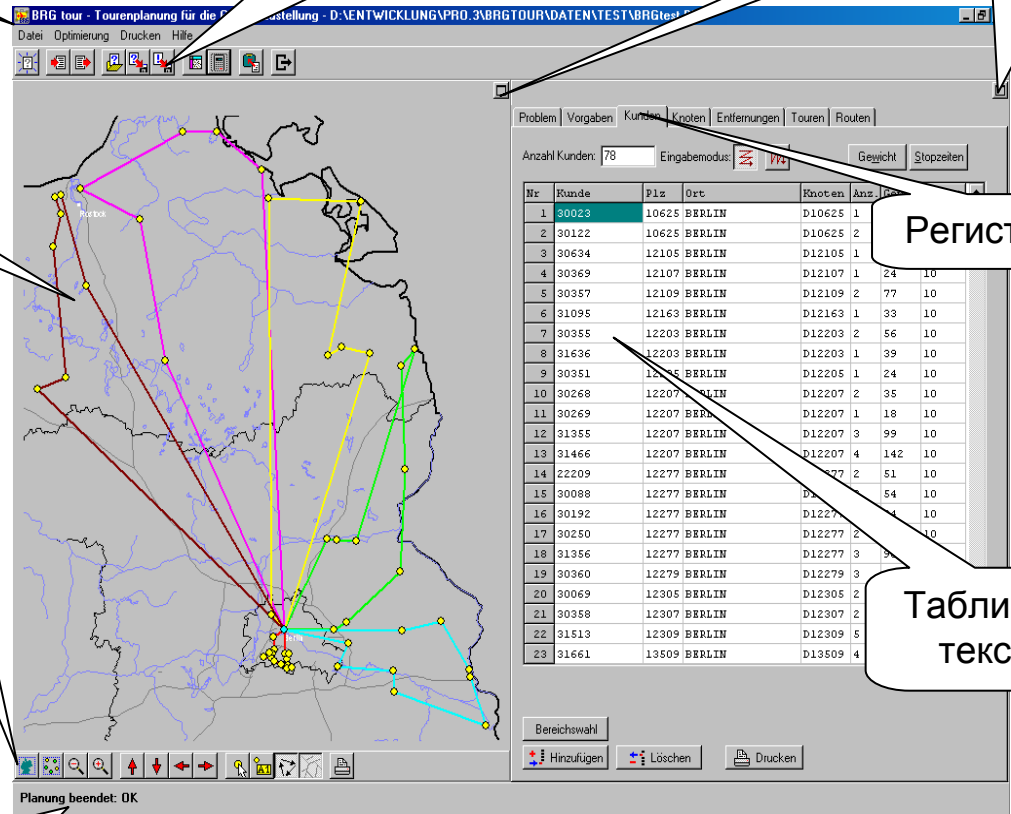 BRG tour - Tourenplanung für die stellung - D:\ENTWICKLUNG\PRO.3\BRGTOUR\DATEN\TEST\BRGtest
Datei Optimierung Drucken Hilfe
Rostock
Berlin
Problem Vorgaben Kunden Knoten Entfernungen Touren Routen
Anzahl Kunden: 78 Eingabemodus: Gewicht Stopzeiten
Nr Kunde Plz Ort Knoten Anz.
1 30023 10625 BERLIN D10625 1
2 30122 10625 BERLIN D10625 2
3 30634 12105 BERLIN D12105 1
4 30369 12107 BERLIN D12107 1 24 10
5 30357 12109 BERLIN D12109 2 77 10
6 31095 12163 BERLIN D12163 1 33 10
7 30355 12203 BERLIN D12203 2 56 10
8 31636 12203 BERLIN D12203 1 39 10
9 30351 12205 BERLIN D12205 1 24 10
10 30268 12207 BERLIN D12207 2 35 10
11 30269 12207 BERLIN D12207 1 18 10
12 31355 12207 BERLIN D12207 3 99 10
13 31466 12207 BERLIN D12207 4 142 10
14 22209 12277 BERLIN D12277 2 51 10
15 30088 12277 BERLIN 54 10
16 30192 12277 BERLIN 10
17 30250 12277 BERLIN D12277 2 10
18 31356 12277 BERLIN D12277 3
19 30360 12279 BERLIN D12279 3
20 30069 12305 BERLIN D12305 2
21 30358 12307 BERLIN D12307 2
22 31513 12309 BERLIN D12309 5
23 31661 13509 BERLIN D13509 4
Регист
Табли
текс
Bereichswahl
Hinzufügen Löschen Drucken
Planung beendet: OK